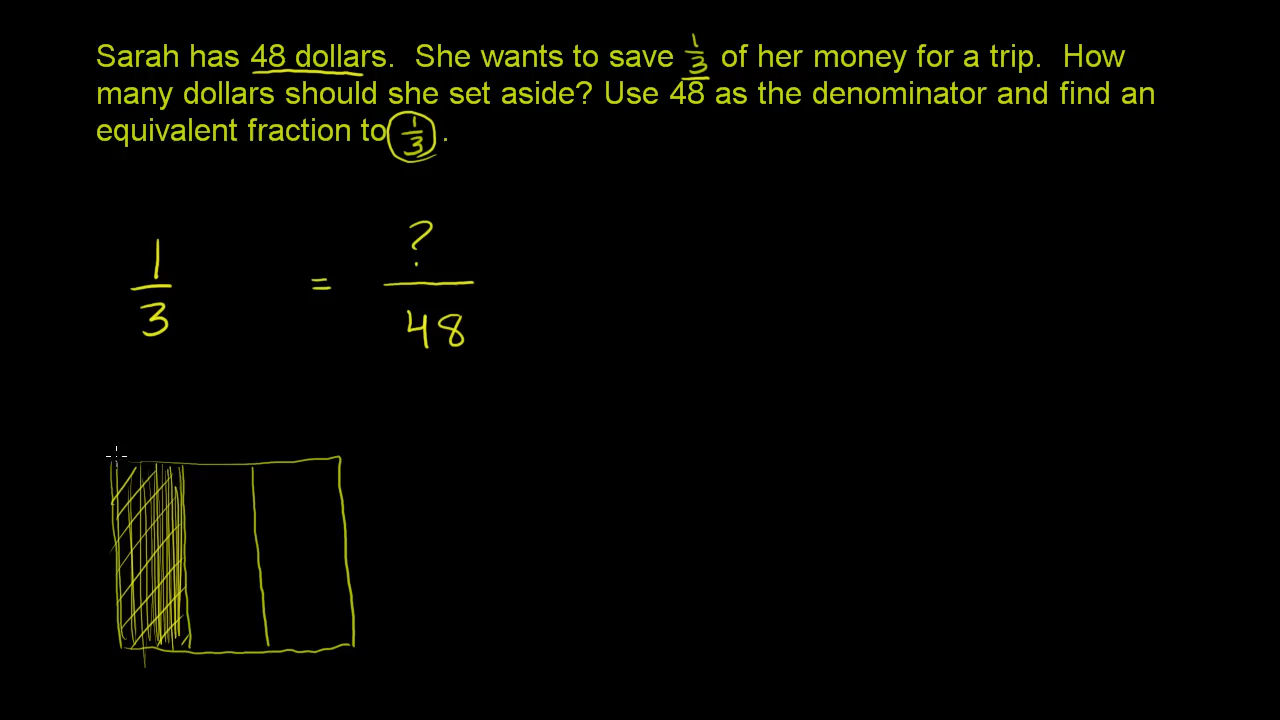 Sarah has 48 dollars. She wants to save 1/3 of her money for a trip. How
many dollars should she set aside? Use 48 as the denominator and find an
equivalent fraction to 1/3.
1/3 = ?/48